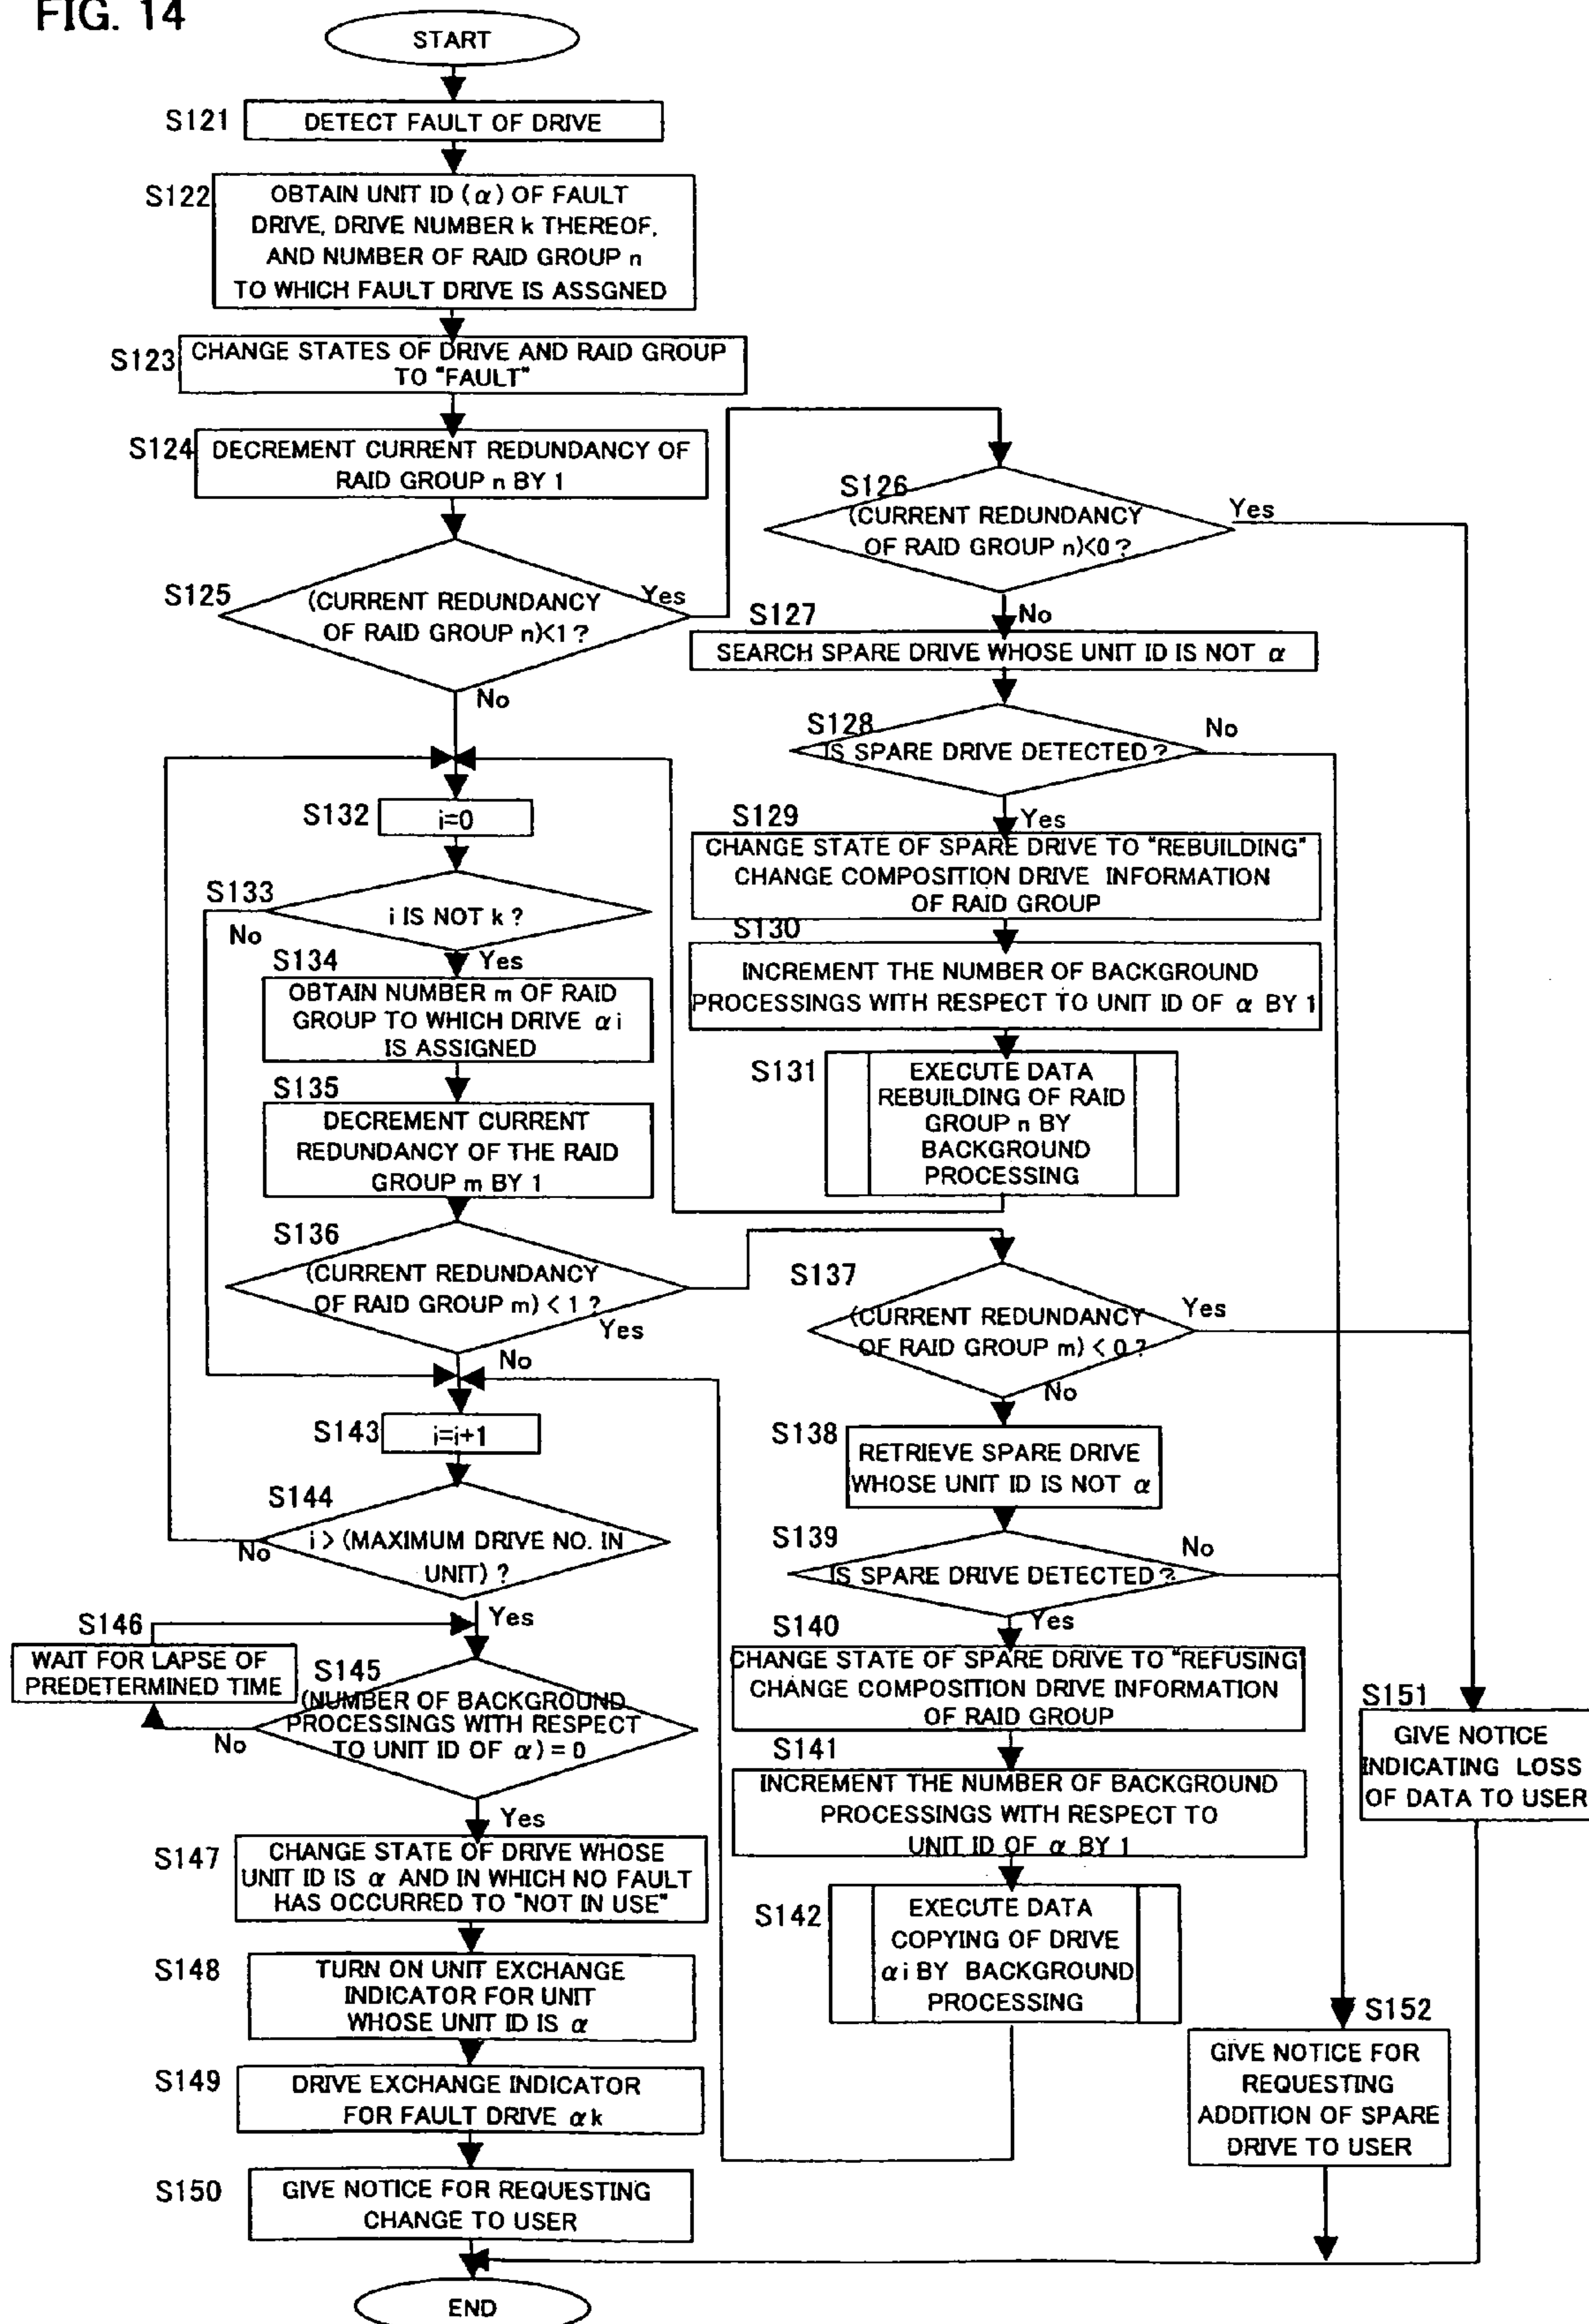 FIG. 14
START
S121
DETECT FAULT OF DRIVE
S122
OBTAIN UNIT ID (α) OF FAULT
DRIVE, DRIVE NUMBER k THEREOF,
AND NUMBER OF RAID GROUP n
TO WHICH FAULT DRIVE IS ASSGNED
S123
CHANGE STATES OF DRIVE AND RAID GROUP
TO "FAULT"
S124
DECREMENT CURRENT REDUNDANCY OF
RAID GROUP n BY 1
S125
(CURRENT REDUNDANCY
OF RAID GROUP n)<1 ?
Yes
No
S126
(CURRENT REDUNDANCY
OF RAID GROUP n)<0 ?
Yes
No
S127
SEARCH SPARE DRIVE WHOSE UNIT ID IS NOT α
S128
IS SPARE DRIVE DETECTED ?
No
Yes
S129
CHANGE STATE OF SPARE DRIVE TO "REBUILDING"
CHANGE COMPOSITION DRIVE INFORMATION
OF RAID GROUP
S130
INCREMENT THE NUMBER OF BACKGROUND
PROCESSINGS WITH RESPECT TO UNIT ID OF α BY 1
S131
EXECUTE DATA
REBUILDING OF RAID
GROUP n BY
BACKGROUND
PROCESSING
S132
i=0
S133
i IS NOT k ?
No
Yes
S134
OBTAIN NUMBER m OF RAID
GROUP TO WHICH DRIVE α i
IS ASSIGNED
S135
DECREMENT CURRENT
REDUNDANCY OF THE RAID
GROUP m BY 1
S136
(CURRENT REDUNDANCY
OF RAID GROUP m) < 1 ?
Yes
No
S137
(CURRENT REDUNDANCY
OF RAID GROUP m) < 0 ?
Yes
No
S138
RETRIEVE SPARE DRIVE
WHOSE UNIT ID IS NOT α
S139
IS SPARE DRIVE DETECTED ?
No
Yes
S140
CHANGE STATE OF SPARE DRIVE TO "REFUSING"
CHANGE COMPOSITION DRIVE INFORMATION
OF RAID GROUP
S141
INCREMENT THE NUMBER OF BACKGROUND
PROCESSINGS WITH RESPECT TO
UNIT ID OF α BY 1
S142
EXECUTE DATA
COPYING OF DRIVE
α i BY BACKGROUND
PROCESSING
S143
i=i+1
S144
i > (MAXIMUM DRIVE NO. IN
UNIT) ?
No
Yes
S146
WAIT FOR LAPSE OF
PREDETERMINED TIME
S145
(NUMBER OF BACKGROUND
PROCESSINGS WITH RESPECT
TO UNIT ID OF α ) = 0
No
Yes
S147
CHANGE STATE OF DRIVE WHOSE
UNIT ID IS α AND IN WHICH NO FAULT
HAS OCCURRED TO "NOT IN USE"
S148
TURN ON UNIT EXCHANGE
INDICATOR FOR UNIT
WHOSE UNIT ID IS α
S149
DRIVE EXCHANGE INDICATOR
FOR FAULT DRIVE αk
S150
GIVE NOTICE FOR REQUESTING
CHANGE TO USER
S151
GIVE NOTICE
INDICATING LOSS
OF DATA TO USER
S152
GIVE NOTICE FOR
REQUESTING
ADDITION OF SPARE
DRIVE TO USER
END